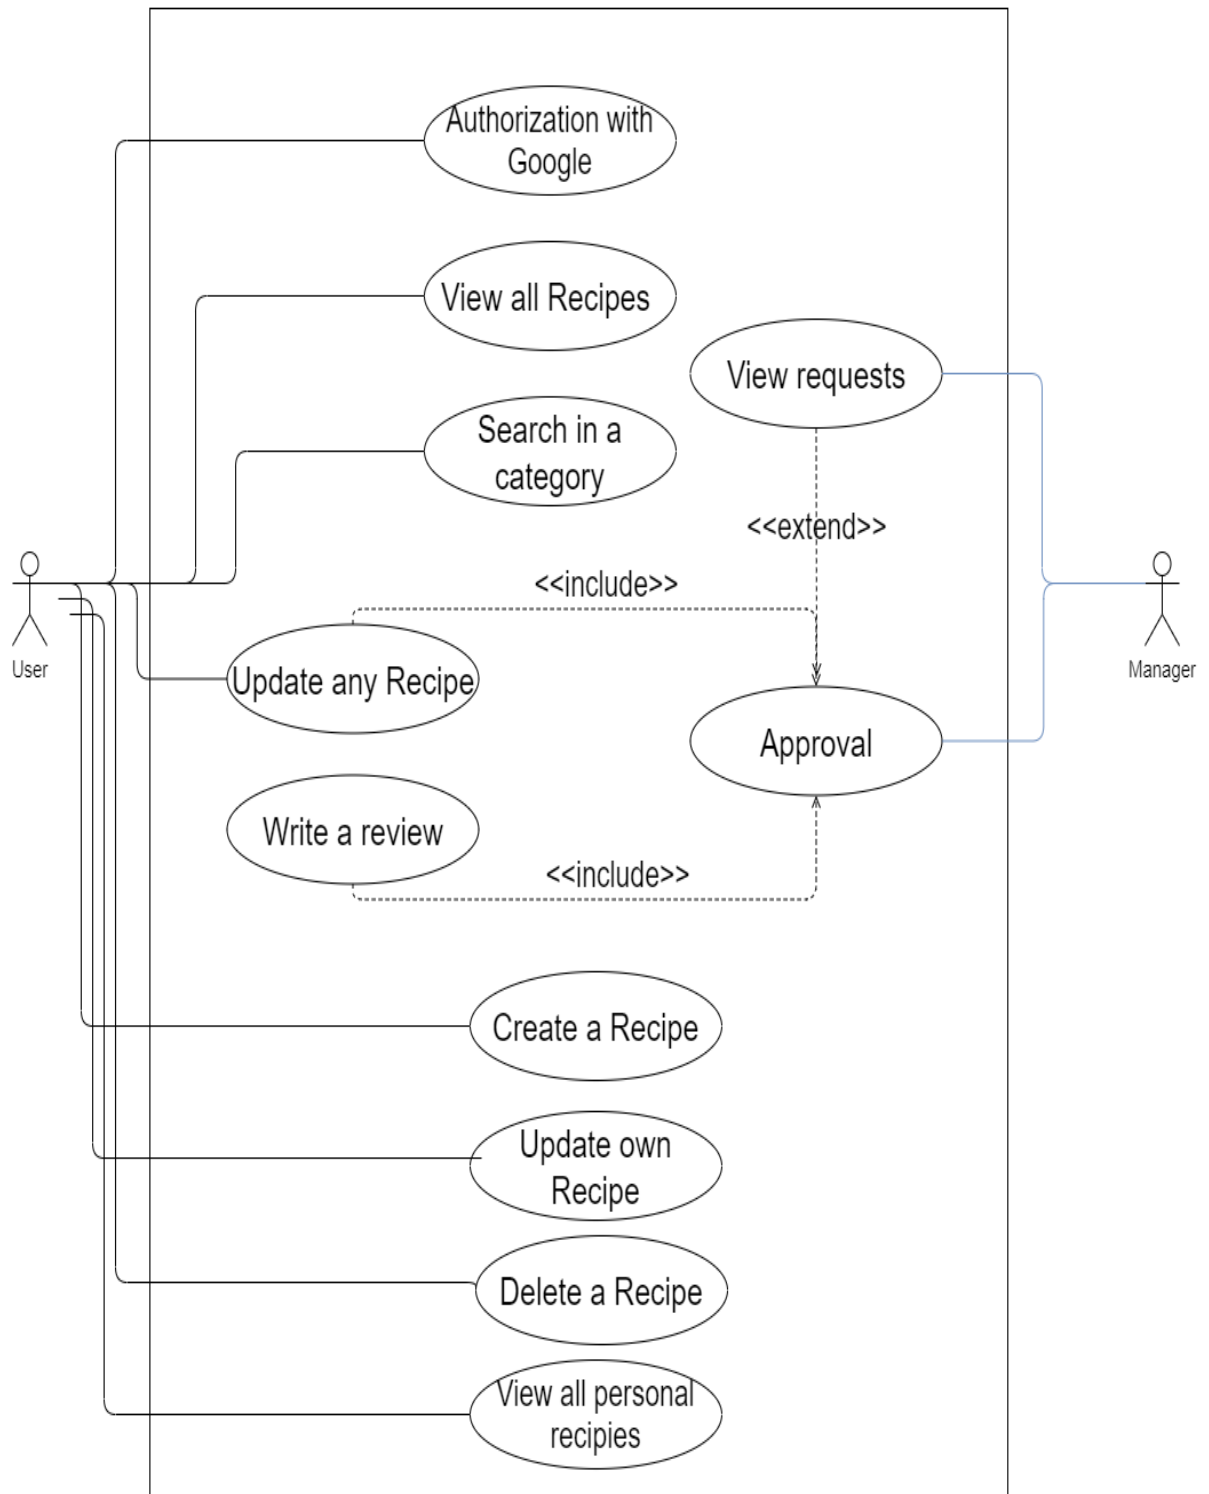 Authorization with
Google
View all Recipes
View requests
Search in a
category
<<extend>>
<<include>>
User
Manager
Update any Recipe
Approval
Write a review
<<include>>
Create a Recipe
Update own
Recipe
Delete a Recipe
View all personal
recipies